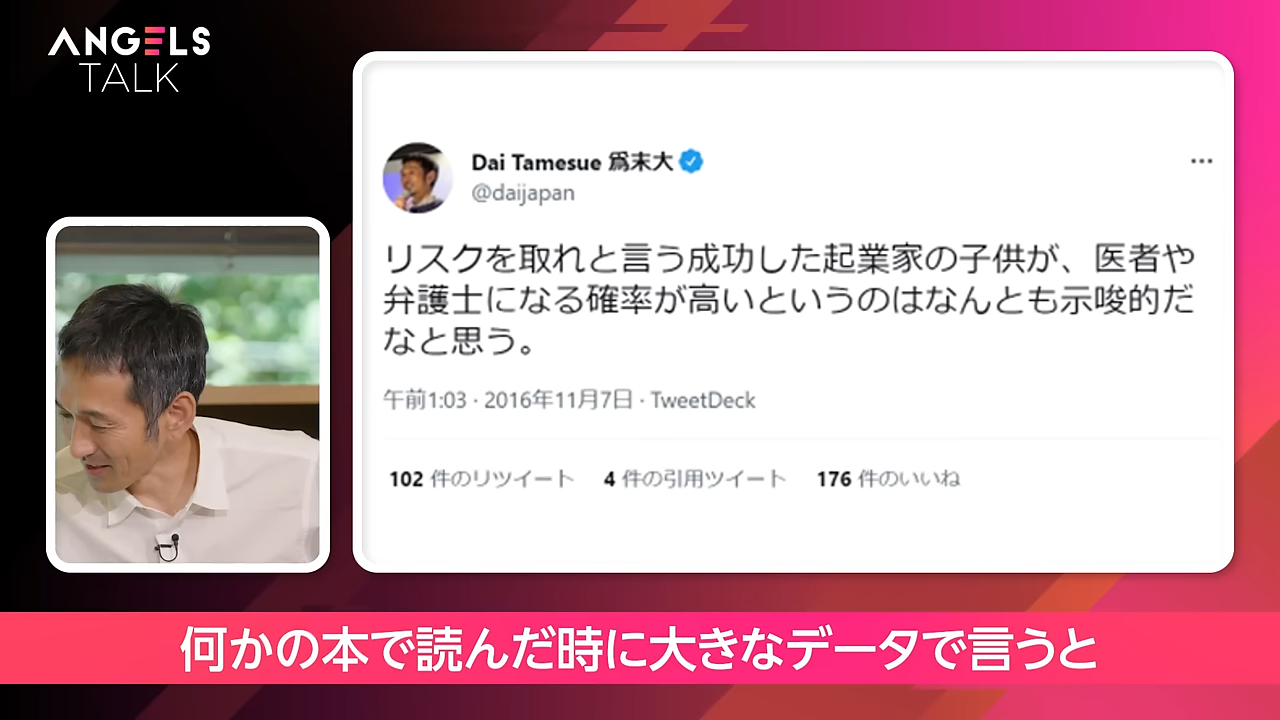 ANGELS
TALK
Dai Tamesue 爲末大
@daijapan
リスクを取れと言う成功した起業家の子供が、医者や
弁護士になる確率が高いというのはなんとも示唆的だ
なと思う。
午前1:03 · 2016年11月7日 · TweetDeck
102 件のリツイート 4 件の引用ツイート 176 件のいいね
何かの本で読んだ時に大きなデータで言うと